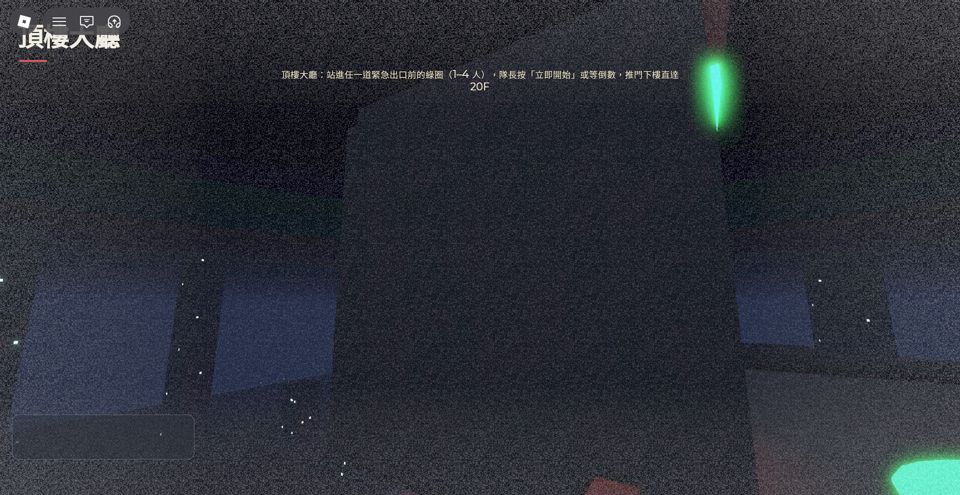 頂樓大廳
頂樓大廳：站進任一道緊急出口前的綠圈（1–4 人），隊長按「立即開始」或等倒數，推門下樓直達
20F